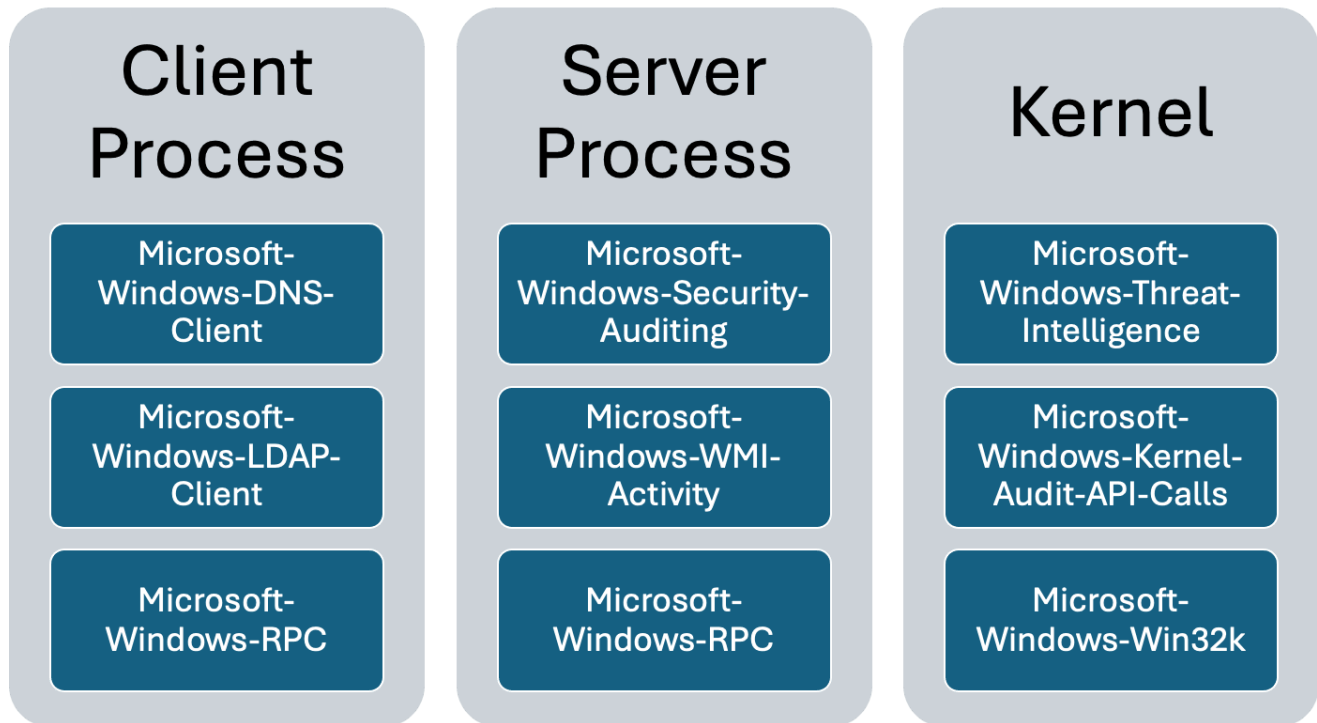 Client
Process
Microsoft-
Windows-DNS-
Client
Microsoft-
Windows-LDAP-
Client
Microsoft-
Windows-RPC
Server
Process
Microsoft-
Windows-Security-
Auditing
Microsoft-
Windows-WMI-
Activity
Microsoft-
Windows-RPC
Kernel
Microsoft-
Windows-Threat-
Intelligence
Microsoft-
Windows-Kernel-
Audit-API-Calls
Microsoft-
Windows-Win32k